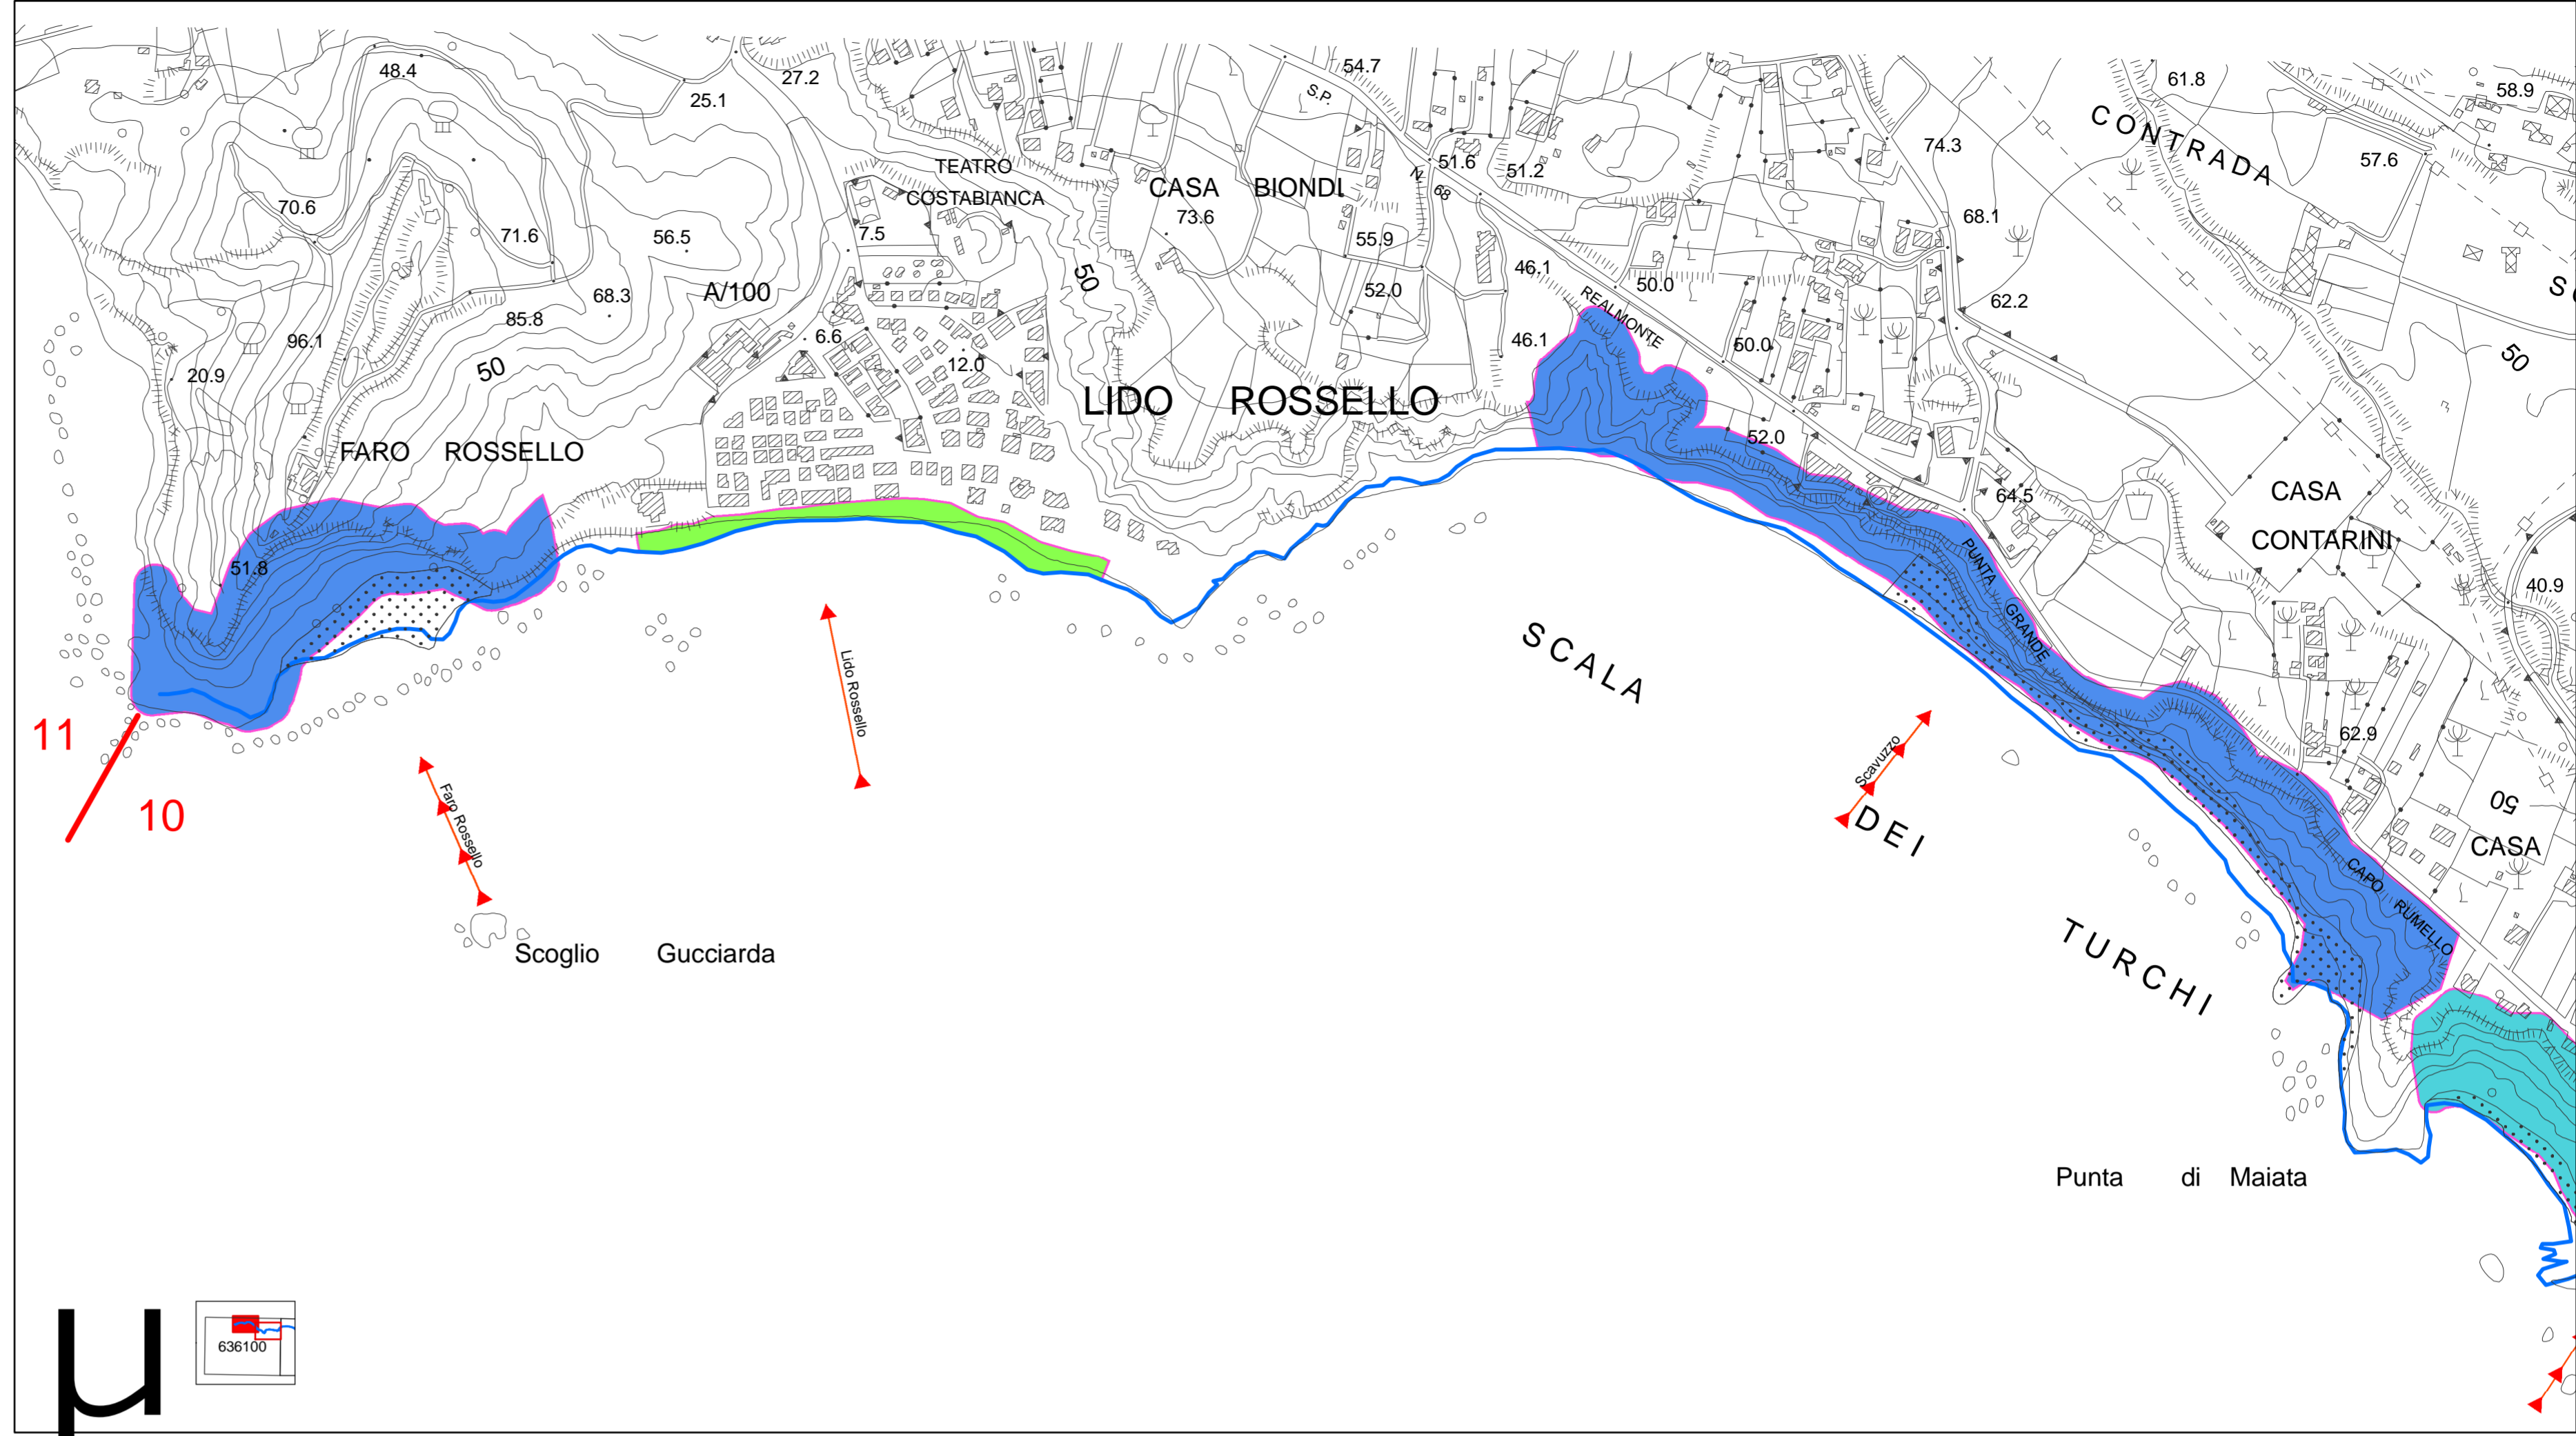 48.4
25.1
27.2
54.7
S.P.
61.8
58.9
CONTRADA
TEATRO
COSTABIANCA
CASA BIONDI
73.6
51.6
51.2
N. 68
74.3
57.6
70.6
71.6
56.5
7.5
55.9
68.1
68.3
A/100
50
46.1
50.0
52.0
62.2
REALMONTE
96.1
85.8
50
6.6
12.0
46.1
50.0
50
20.9
LIDO ROSSELLO
52.0
FARO ROSSELLO
64.5
CASA
CONTARINI
51.8
PUNTA GRANDE
40.9
SCALA
DEI
TURCHI
Lido Rossello
Scavuzzo
62.9
11
10
Faro Rossello
50
CASA
CAPO RUMELLO
Scoglio Gucciarda
Punta di Maiata
µ
636100